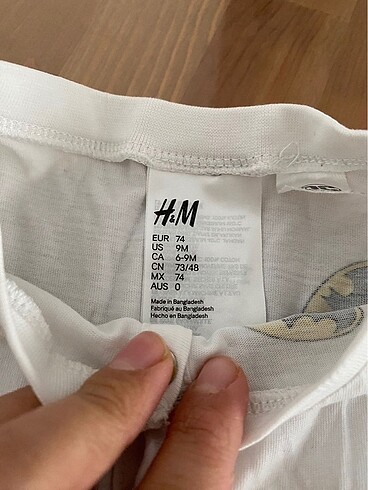 H&M
EUR 74
US 9M
CA 6-9M
CN 73/48
MX 74
AUS 0
Made in Bangladesh
Fabriqué au Bangladesh
Hecho en Bangladesh